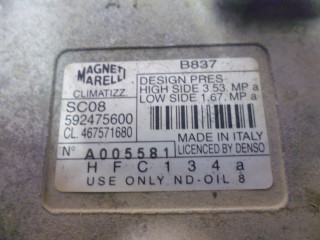 B837
MAGNETI
MARELLI
CLIMATIZZ.
DESIGN PRES
HIGH SIDE 3.53. MP a
LOW SIDE 1.67. MP a
SC08
592475600
CL. 467571680
MADE IN ITALY
LICENCED BY DENSO
N° A005581
HFC134a
USE ONLY ND-OIL 8